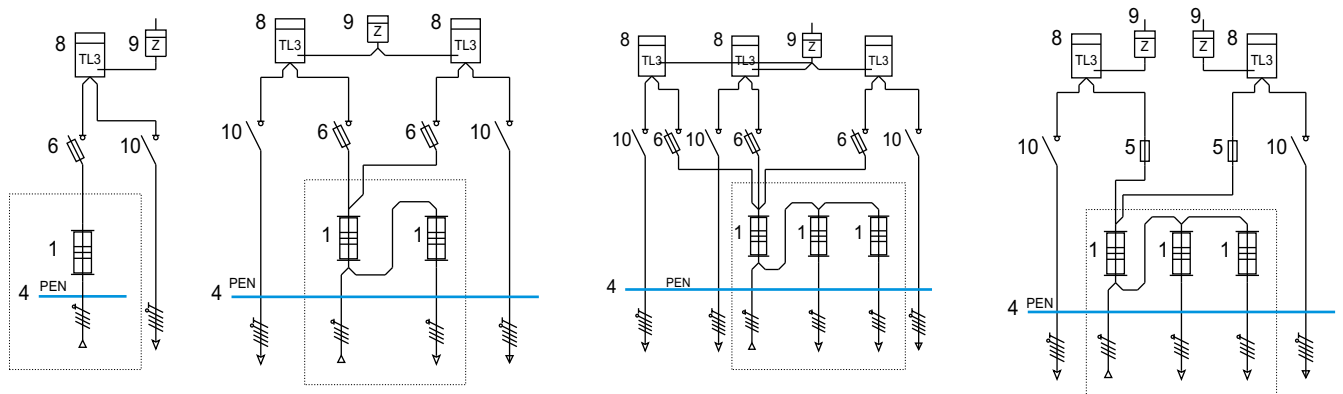 8 9 Z
TL3
6 10
1
4 PEN
8 9 8
Z
TL3 TL3
10 6 6 10
1 1
4 PEN
8 8 9
Z
TL3 TL3 TL3
10 6 10 6 6 10
1 1 1
4 PEN
9 9
8 Z Z 8
TL3 TL3
10 5 5 10
1 1 1
4 PEN